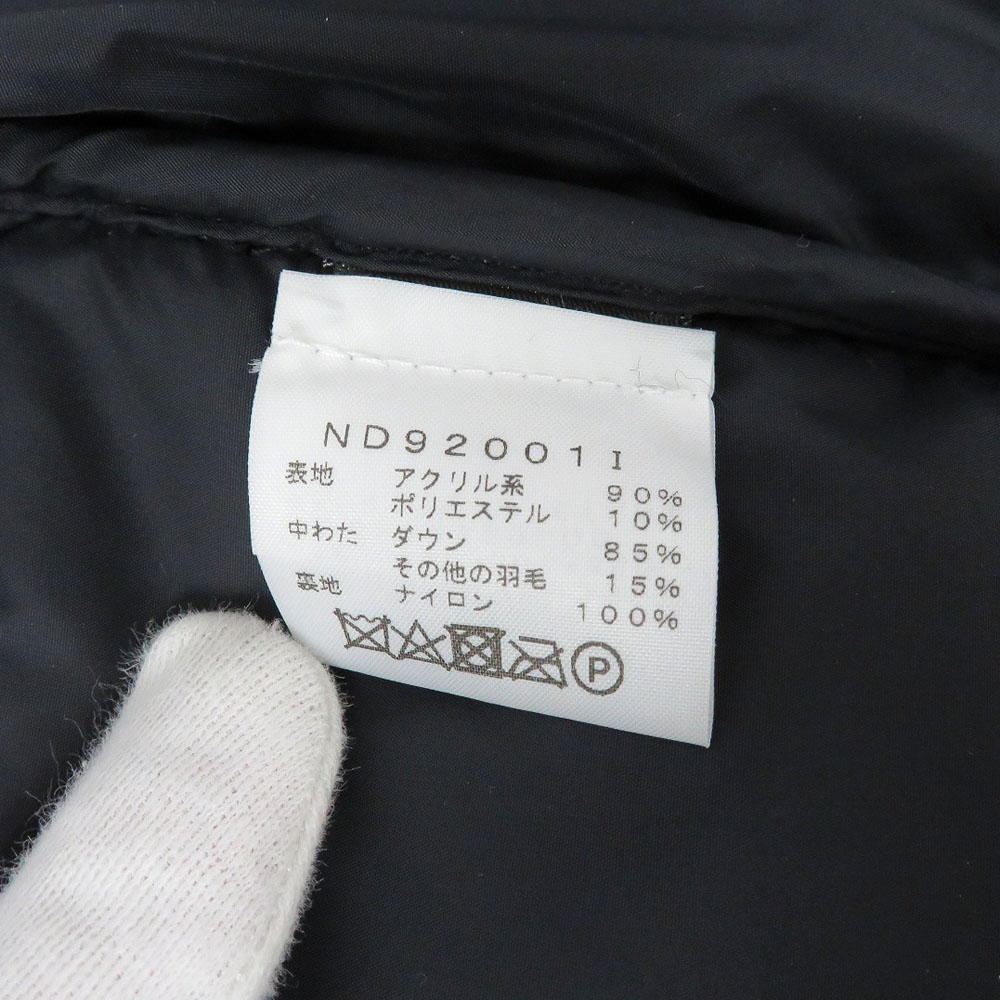 ND92001I
表地 アクリル系 90%
ポリエステル 10%
中わた ダウン 85%
その他の羽毛 15%
裏地 ナイロン 100%
P